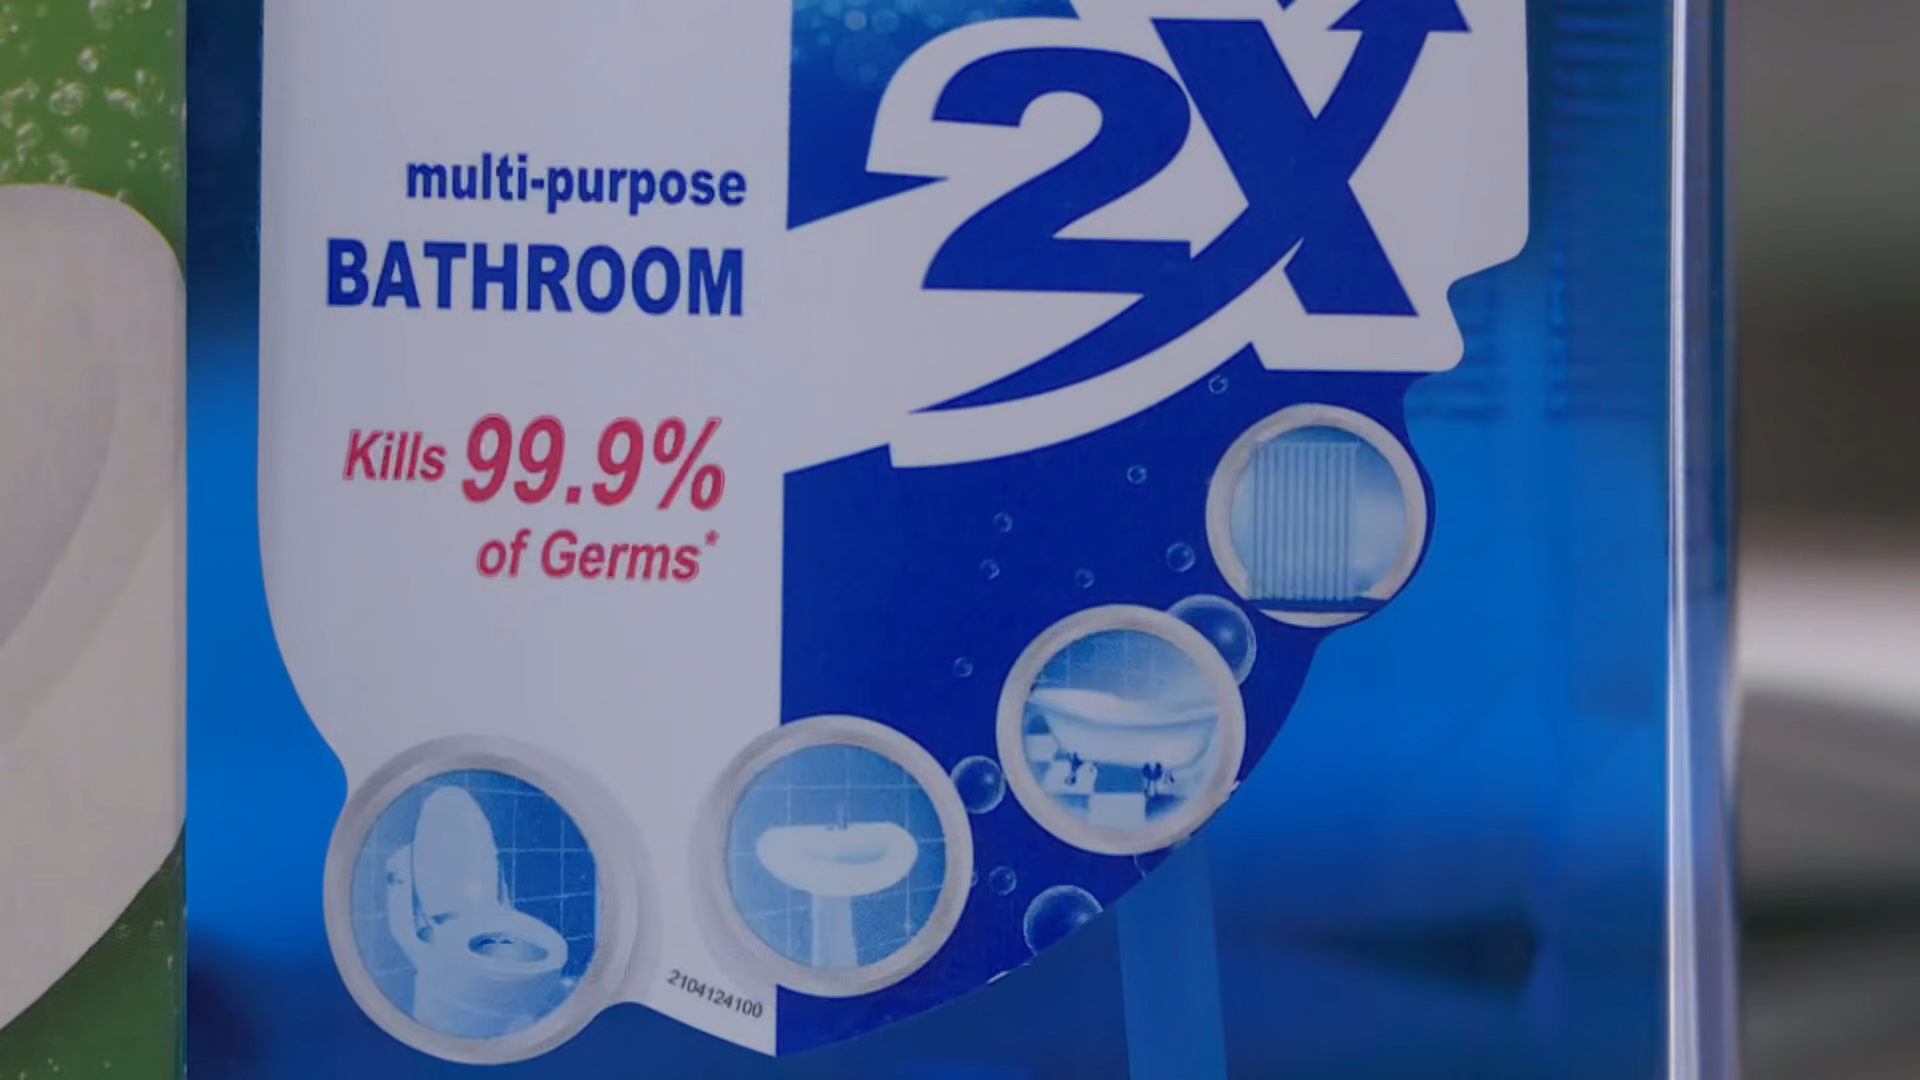 multi-purpose
BATHROOM
Kills 99.9%
of Germs*
2X
2104124100